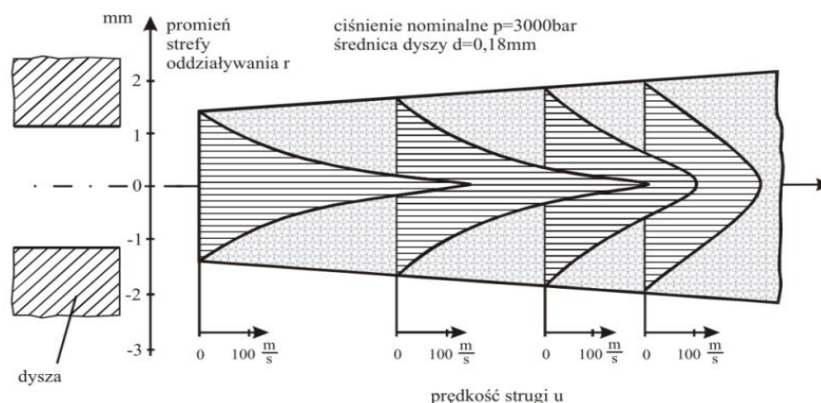 mm
promień
strefy
oddziaływania r
ciśnienie nominalne p=3000bar
średnica dyszy d=0,18mm
2
1
0
-1
-2
-3
dysza
0 100 m/s
0 100 m/s
0 100 m/s
0 100 m/s
prędkość strugi u